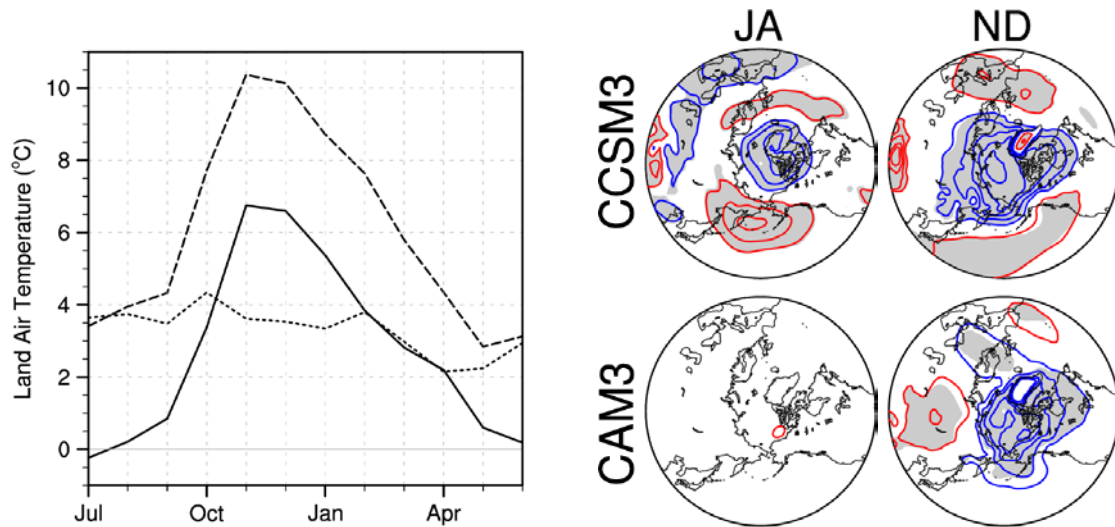 Land Air Temperature (°C)
10
8
6
4
2
0
Jul
Oct
Jan
Apr
JA
ND
CCSM3
CAM3